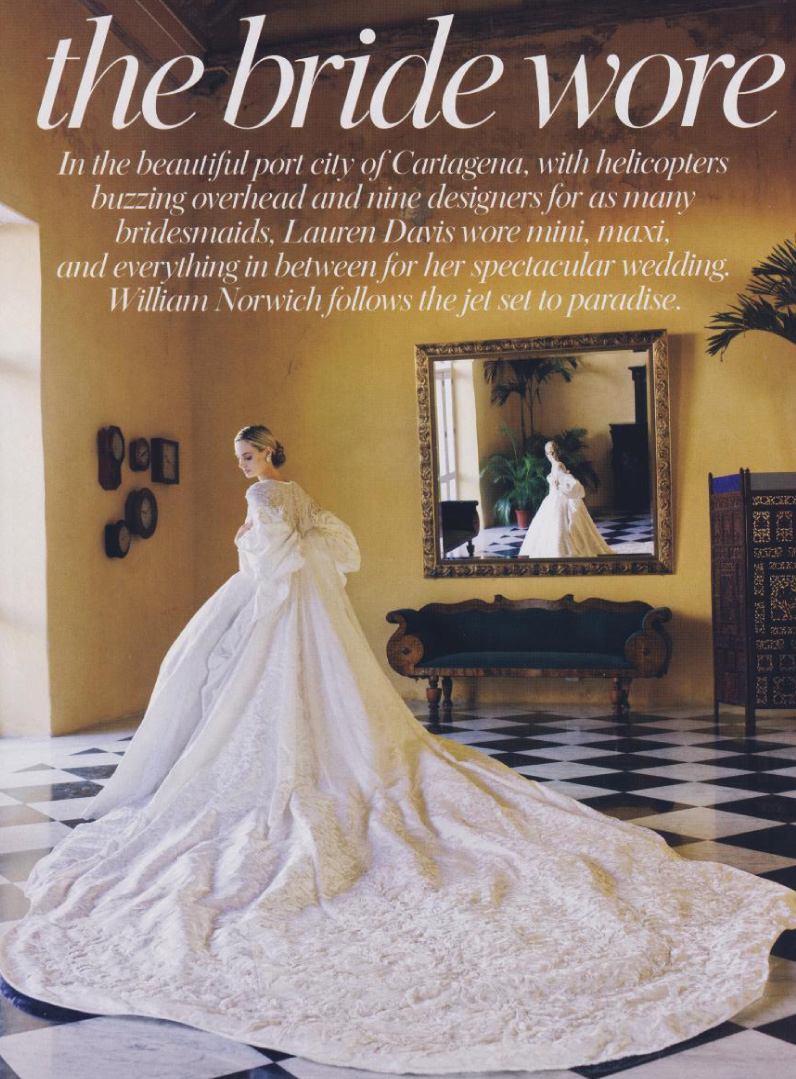 the bride wore
In the beautiful port city of Cartagena, with helicopters
buzzing overhead and nine designers for as many
bridesmaids, Lauren Davis wore mini, maxi,
and everything in between for her spectacular wedding.
William Norwich follows the jet set to paradise.